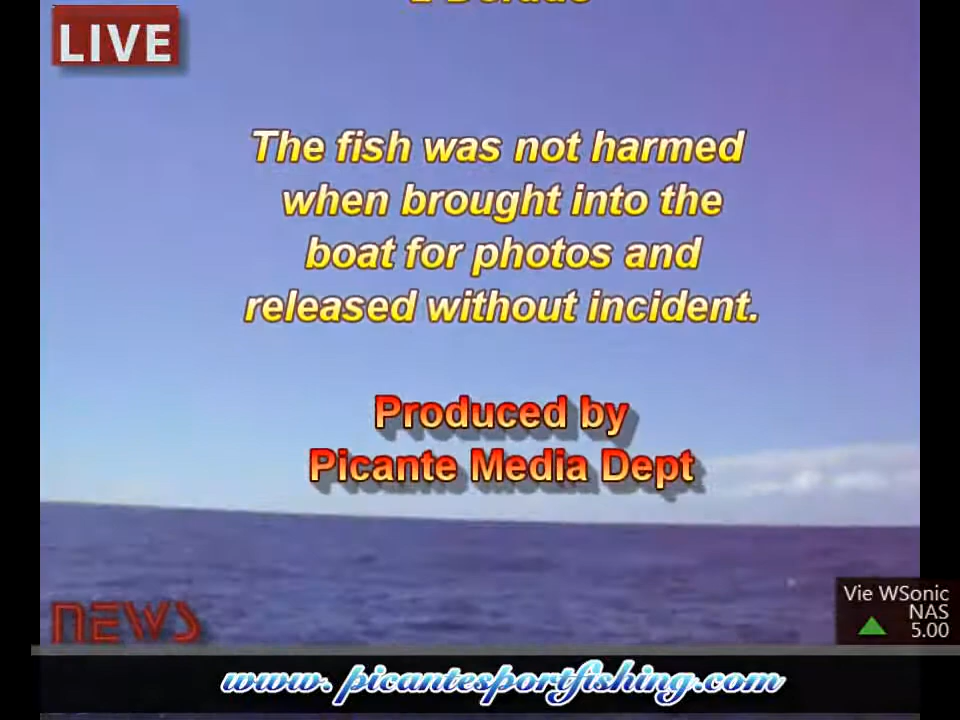 LIVE
The fish was not harmed
when brought into the
boat for photos and
released without incident.
Produced by
Picante Media Dept
NEWS
Vie WSonic
NAS
5.00
www.picantesportfishing.com